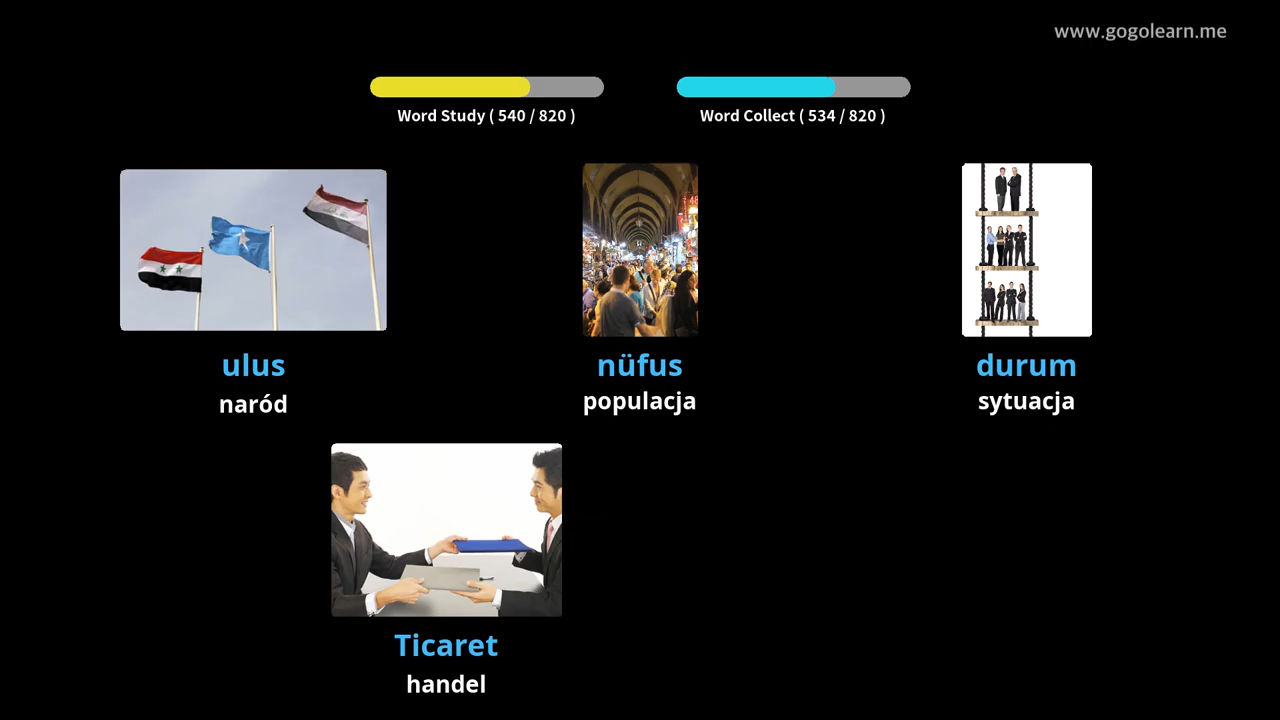 www.gogolearn.me
Word Study ( 540 / 820 )
Word Collect ( 534 / 820 )
ulus
naród
nüfus
populacja
durum
sytuacja
Ticaret
handel